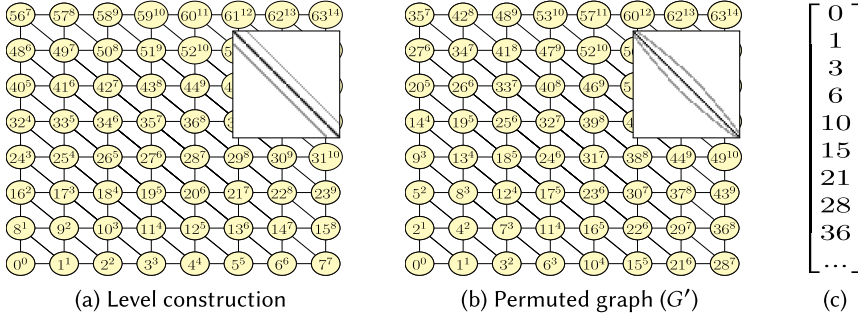 56⁷ 57⁸ 58⁹ 59¹⁰ 60¹¹ 61¹² 62¹³ 63¹⁴
48⁶ 49⁷ 50⁸ 51⁹ 52¹⁰
40⁵ 41⁶ 42⁷ 43⁸ 44⁹
32⁴ 33⁵ 34⁶ 35⁷ 36⁸
24³ 25⁴ 26⁵ 27⁶ 28⁷ 29⁸ 30⁹ 31¹⁰
16² 17³ 18⁴ 19⁵ 20⁶ 21⁷ 22⁸ 23⁹
8¹ 9² 10³ 11⁴ 12⁵ 13⁶ 14⁷ 15⁸
0⁰ 1¹ 2² 3³ 4⁴ 5⁵ 6⁶ 7⁷
(a) Level construction
35⁷ 42⁸ 48⁹ 53¹⁰ 57¹¹ 60¹² 62¹³ 63¹⁴
27⁶ 34⁷ 41⁸ 47⁹ 52¹⁰
20⁵ 26⁶ 33⁷ 40⁸ 46⁹
14⁴ 19⁵ 25⁶ 32⁷ 39⁸
9³ 13⁴ 18⁵ 24⁶ 31⁷ 38⁸ 44⁹ 49¹⁰
5² 8³ 12⁴ 17⁵ 23⁶ 30⁷ 37⁸ 43⁹
2¹ 4² 7³ 11⁴ 16⁵ 22⁶ 29⁷ 36⁸
0⁰ 1¹ 3² 6³ 10⁴ 15⁵ 21⁶ 28⁷
(b) Permuted graph (G′)
0
1
3
6
10
15
21
28
36
...
(c)